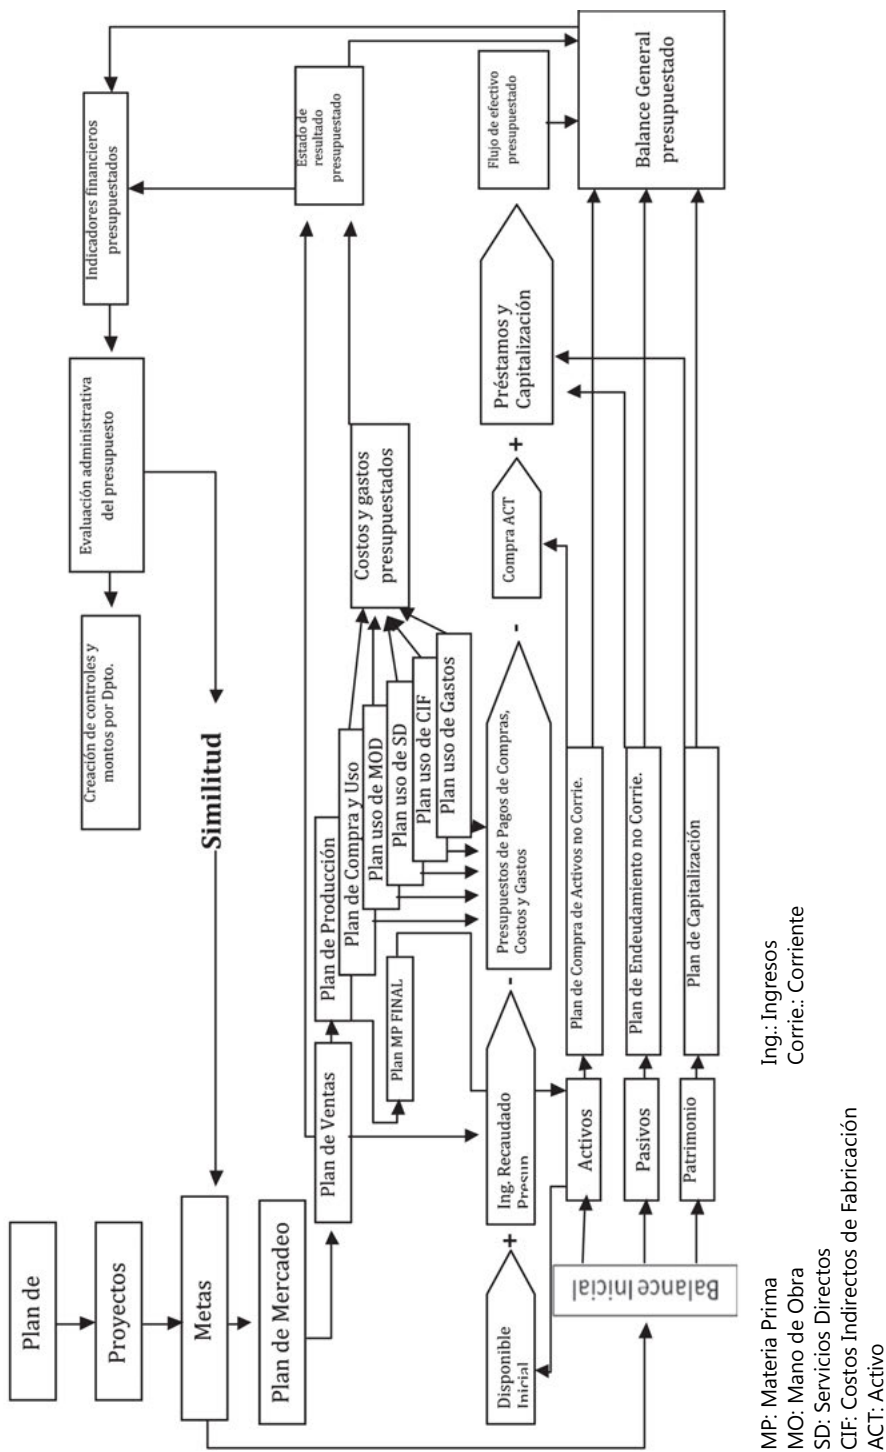 Plan de
Proyectos
Metas
Plan de Mercadeo
Similitud
Creación de controles y
montos por Dpto.
Evaluación administrativa
del presupuesto
Indicadores financieros
presupuestados
Plan de Ventas
Plan de Producción
Plan de Compra y Uso
Plan uso de MOD
Plan uso de SD
Plan uso de CIF
Plan uso de Gastos
Plan MP FINAL
Costos y gastos
presupuestados
Estado de
resultado
presupuestado
Disponible
Inicial
+
Ing. Recaudado
Presun
-
Presupuestos de Pagos de Compras,
Costos y Gastos
-
Compra ACT
+
Préstamos y
Capitalización
Flujo de efectivo
presupuestado
Balance General
presupuestado
Balance Inicial
Activos
Plan de Compra de Activos no Corrie.
Pasivos
Plan de Endeudamiento no Corrie.
Patrimonio
Plan de Capitalización
MP: Materia Prima
MO: Mano de Obra
SD: Servicios Directos
CIF: Costos Indirectos de Fabricación
ACT: Activo
Ing.: Ingresos
Corrie.: Corriente